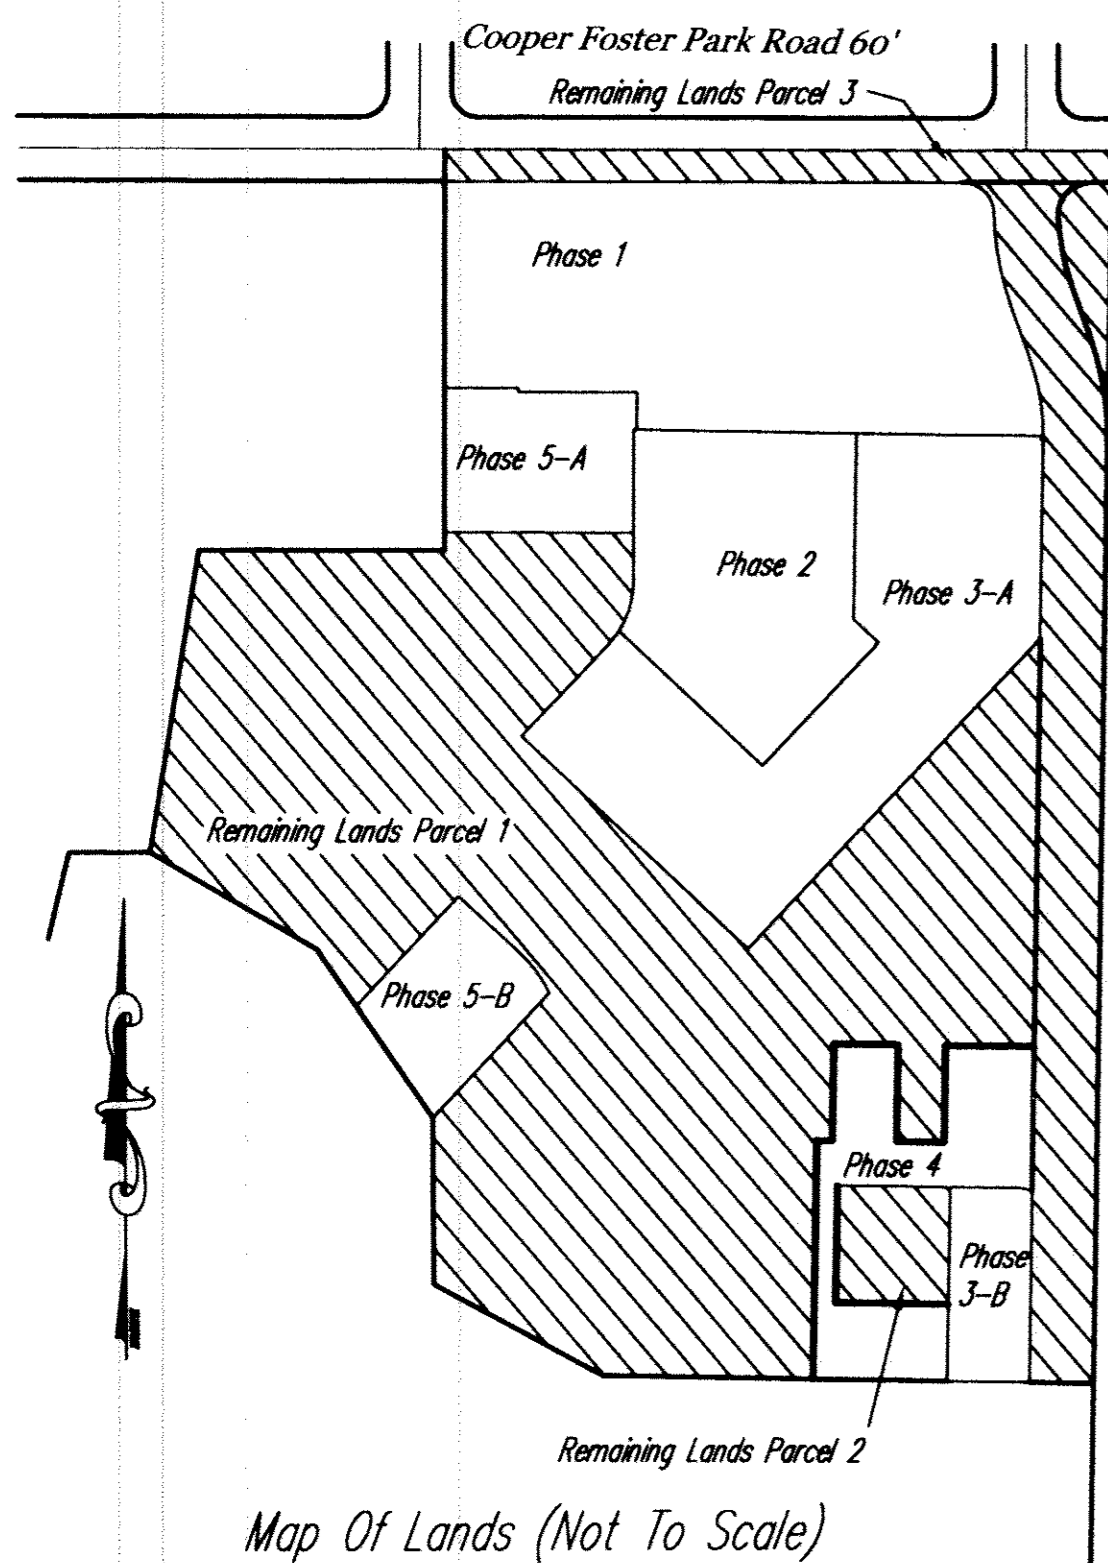 Cooper Foster Park Road 60'
Remaining Lands Parcel 3
Phase 1
Phase 5-A
Phase 2
Phase 3-A
Remaining Lands Parcel 1
Phase 5-B
Phase 4
Phase
3-B
Remaining Lands Parcel 2
Map Of Lands (Not To Scale)